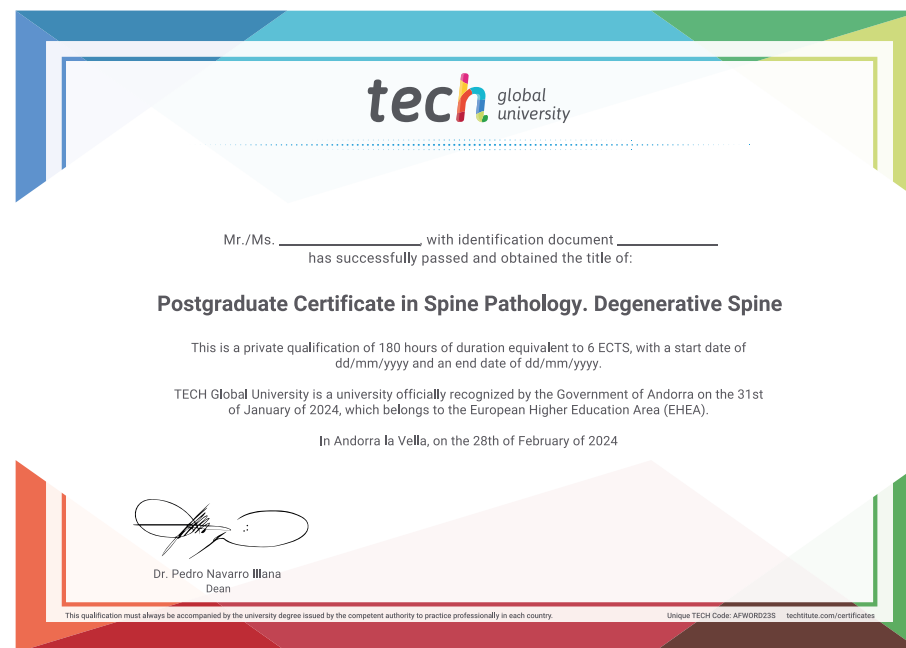 tech global university
Mr./Ms. ____________, with identification document ____________
has successfully passed and obtained the title of:
Postgraduate Certificate in Spine Pathology. Degenerative Spine
This is a private qualification of 180 hours of duration equivalent to 6 ECTS, with a start date of
dd/mm/yyyy and an end date of dd/mm/yyyy.
TECH Global University is a university officially recognized by the Government of Andorra on the 31st
of January of 2024, which belongs to the European Higher Education Area (EHEA).
In Andorra la Vella, on the 28th of February of 2024
Dr. Pedro Navarro Illana
Dean
This qualification must always be accompanied by the university degree issued by the competent authority to practice professionally in each country.
Unique TECH Code: AFWORD23S techtitute.com/certificates